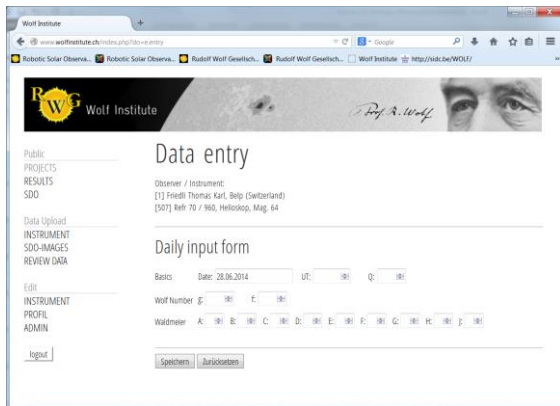 Wolf Institute
www.wolfinstitute.ch/index.php?do=e:entry
Google
Robotic Solar Observa...
Robotic Solar Observa...
Rudolf Wolf Gesellsch...
Rudolf Wolf Gesellsch...
Wolf Institute
http://sidc.be/WOLF/
RWG
Wolf Institute
Prof. R. Wolf
Public
PROJECTS
RESULTS
SDO
Data Upload
INSTRUMENT
SDO-IMAGES
REVIEW DATA
Edit
INSTRUMENT
PROFIL
ADMIN
logout
Data entry
Observer / Instrument:
[1] Friedli Thomas Karl, Belp (Switzerland)
[507] Refr 70 / 960, Helioskop, Mag. 64
Daily input form
Basics Date: 28.06.2014 UT: Q:
Wolf Number g: f:
Waldmeier A: B: C: D: E: F: G: H: J:
Speichern Zurücksetzen